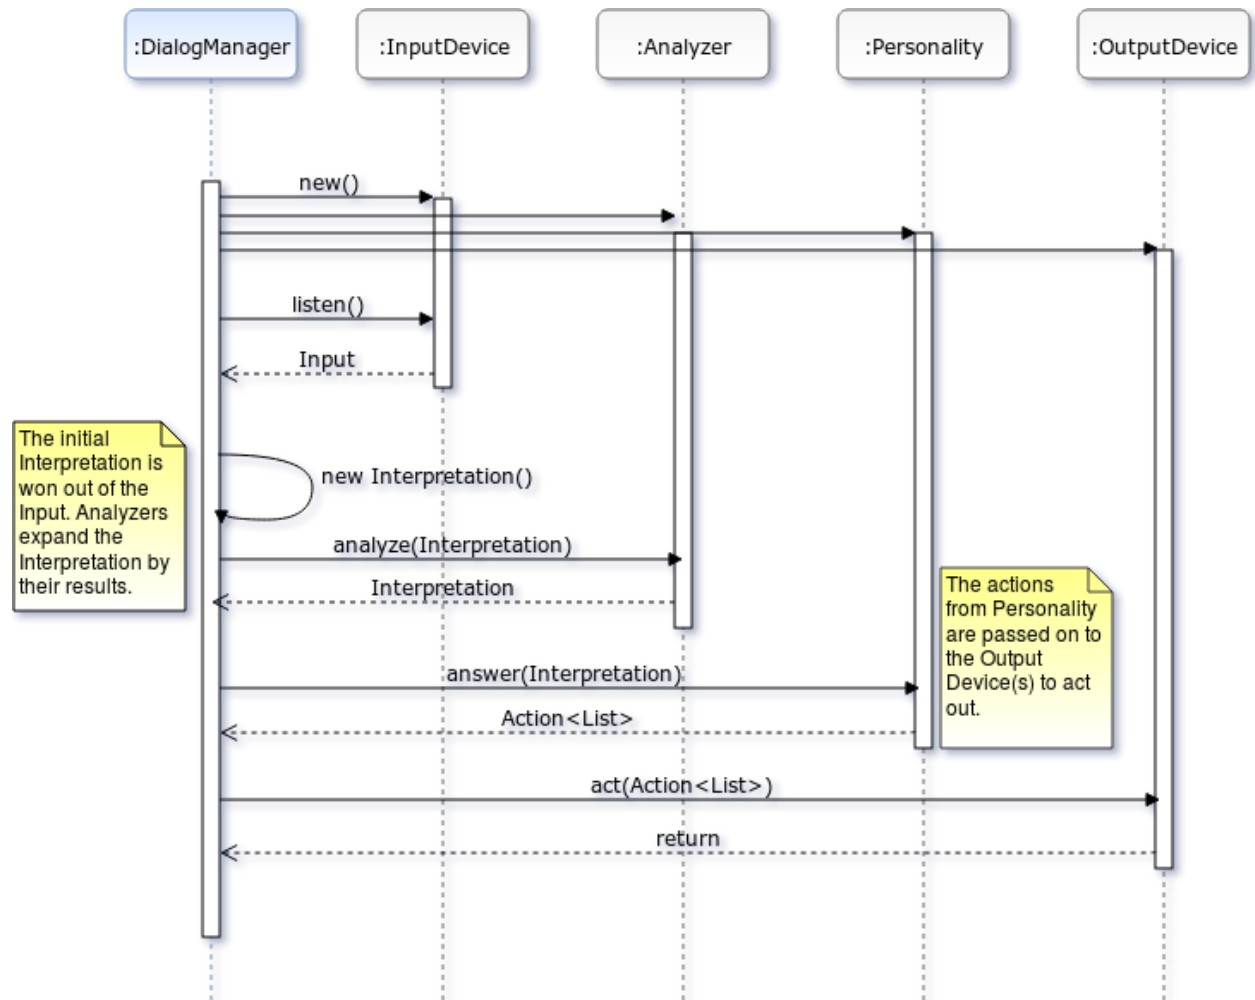 :DialogManager
:InputDevice
:Analyzer
:Personality
:OutputDevice
new()
listen()
Input
The initial
Interpretation is
won out of the
Input. Analyzers
expand the
Interpretation by
their results.
new Interpretation()
analyze(Interpretation)
Interpretation
The actions
from Personality
are passed on to
the Output
Device(s) to act
out.
answer(Interpretation)
Action<List>
act(Action<List>)
return